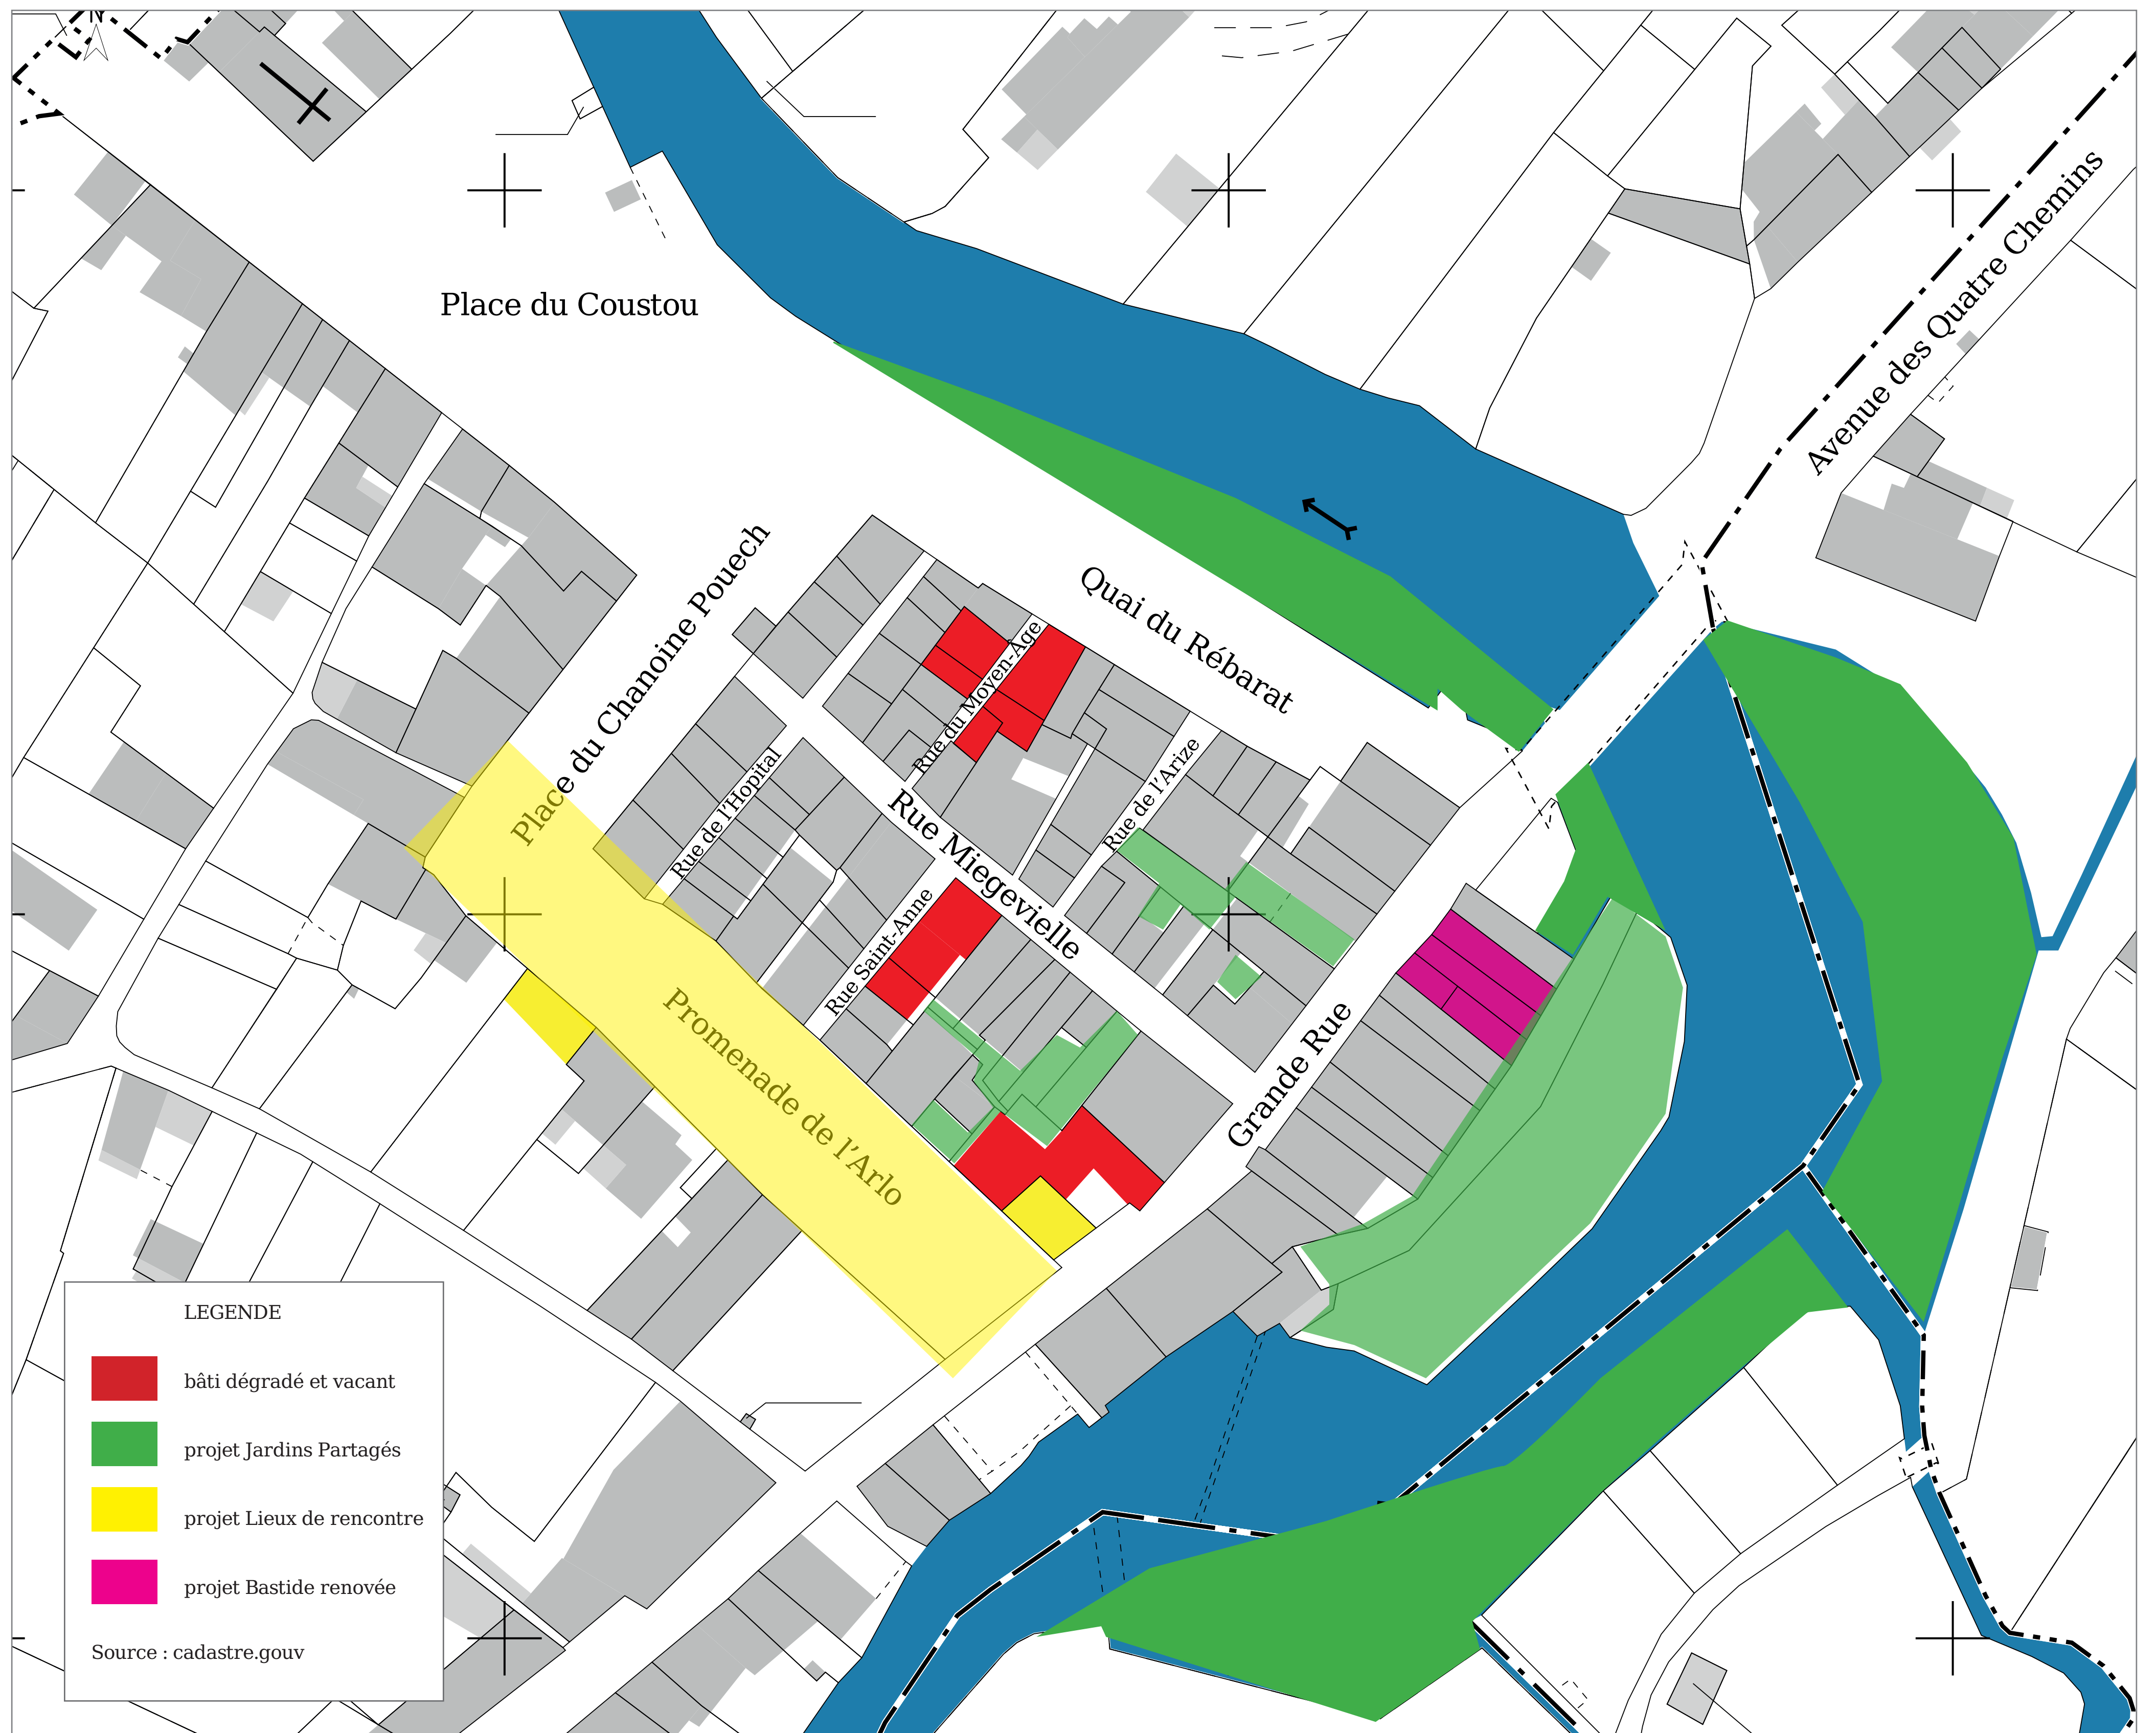 N
Avenue des Quatre Chemins
Place du Coustou
Place du Chanoine Pouech
Quai du Rébarat
Rue du Moyen-Age
Rue de l'Arize
Rue de l'Hopital
Rue Miegevielle
Rue Saint-Anne
Promenade de l'Arlo
Grande Rue
LEGENDE
bâti dégradé et vacant
projet Jardins Partagés
projet Lieux de rencontre
projet Bastide renovée
Source : cadastre.gouv